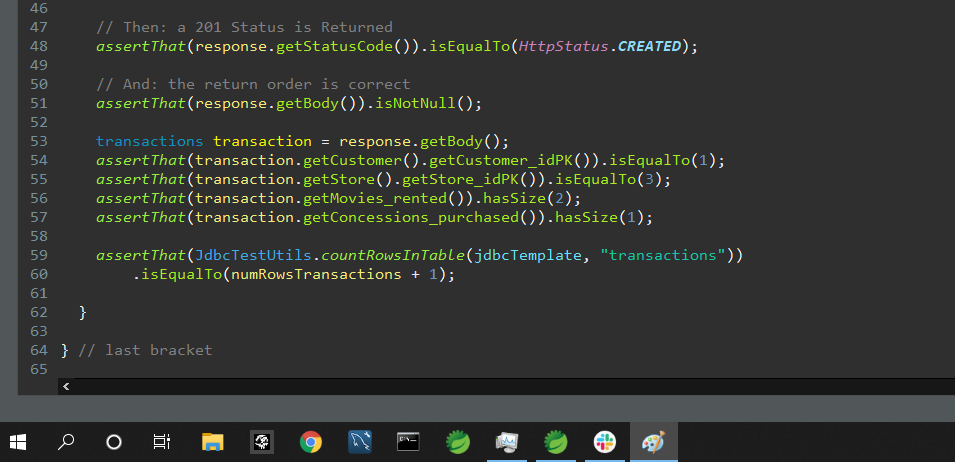 46
47 // Then: a 201 Status is Returned
48 assertThat(response.getStatusCode()).isEqualTo(HttpStatus.CREATED);
49
50 // And: the return order is correct
51 assertThat(response.getBody()).isNotNull();
52
53 transactions transaction = response.getBody();
54 assertThat(transaction.getCustomer().getCustomer_idPK()).isEqualTo(1);
55 assertThat(transaction.getStore().getStore_idPK()).isEqualTo(3);
56 assertThat(transaction.getMovies_rented()).hasSize(2);
57 assertThat(transaction.getConcessions_purchased()).hasSize(1);
58
59 assertThat(JdbcTestUtils.countRowsInTable(jdbcTemplate, "transactions"))
60 .isEqualTo(numRowsTransactions + 1);
61
62 }
63
64 } // last bracket
65